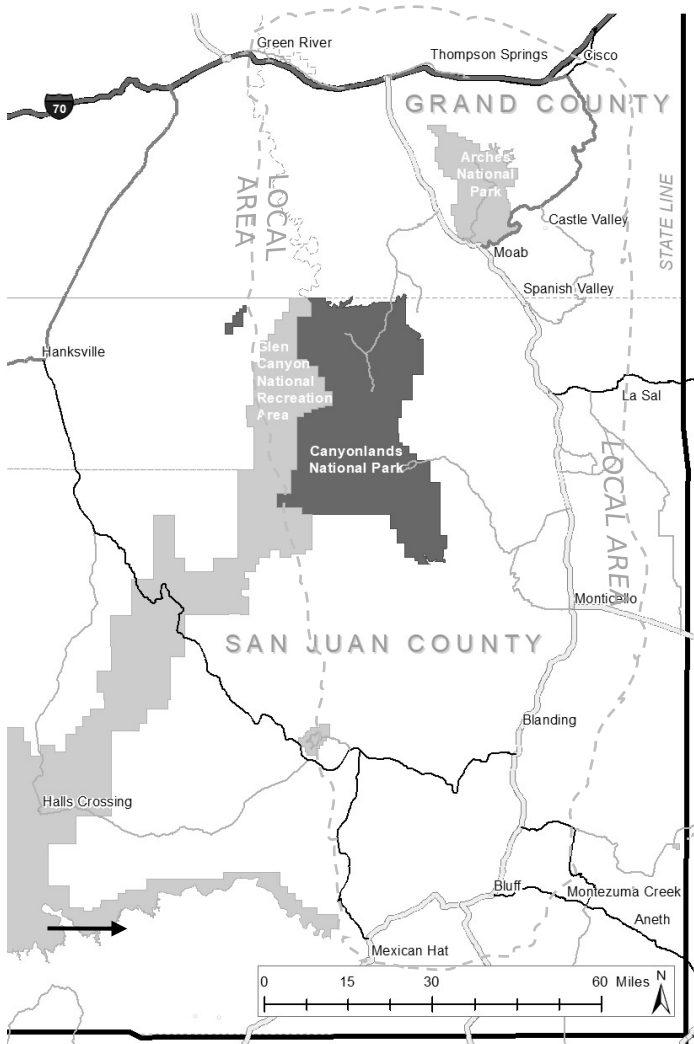 Green River
Thompson Springs
Cisco
70
GRAND COUNTY
Arches
National
Park
LOCAL
AREA
STATE LINE
Castle Valley
Moab
Spanish Valley
Hanksville
Glen
Canyon
National
Recreation
Area
La Sal
Canyonlands
National Park
LOCAL AREA
Monticello
SAN JUAN COUNTY
Blanding
Halls Crossing
Bluff
Montezuma Creek
Aneth
Mexican Hat
0 15 30 60 Miles
N